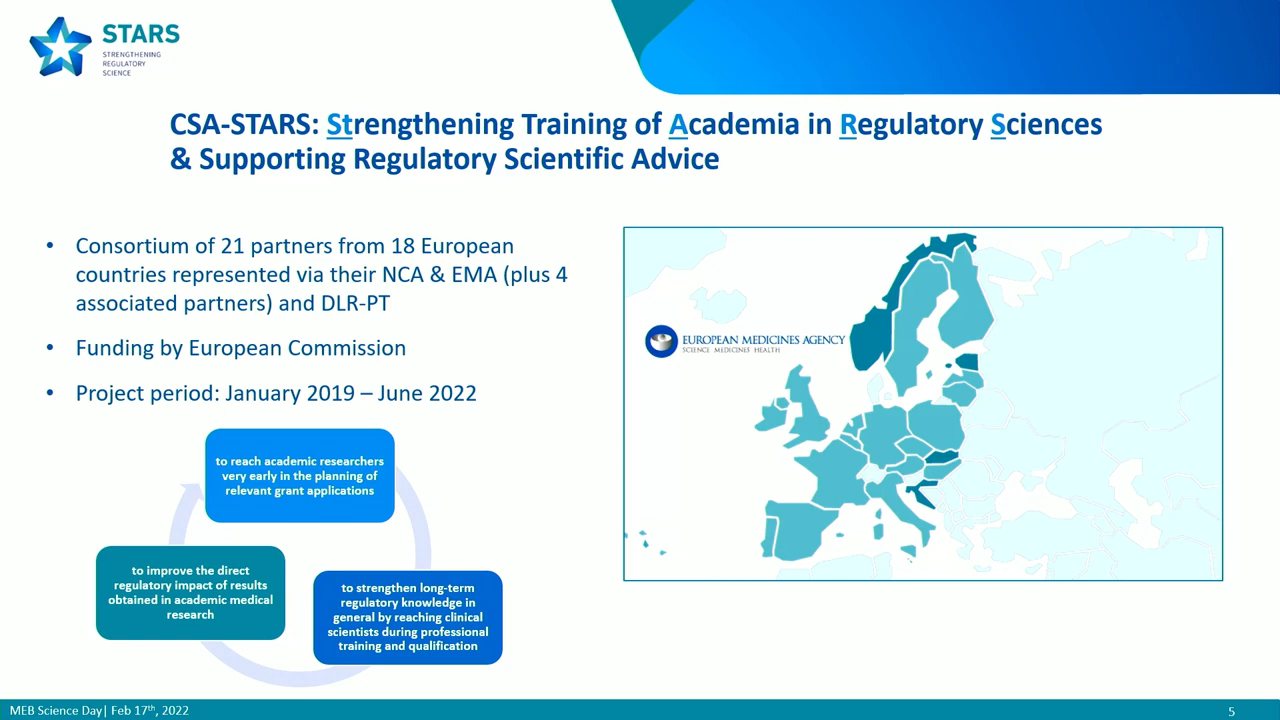 STARS
STRENGTHENING
REGULATORY
SCIENCE
CSA-STARS: Strengthening Training of Academia in Regulatory Sciences
& Supporting Regulatory Scientific Advice
• Consortium of 21 partners from 18 European
countries represented via their NCA & EMA (plus 4
associated partners) and DLR-PT
• Funding by European Commission
• Project period: January 2019 – June 2022
to reach academic researchers
very early in the planning of
relevant grant applications
to improve the direct
regulatory impact of results
obtained in academic medical
research
to strengthen long-term
regulatory knowledge in
general by reaching clinical
scientists during professional
training and qualification
EUROPEAN MEDICINES AGENCY
SCIENCE MEDICINES HEALTH
MEB Science Day| Feb 17th, 2022
5